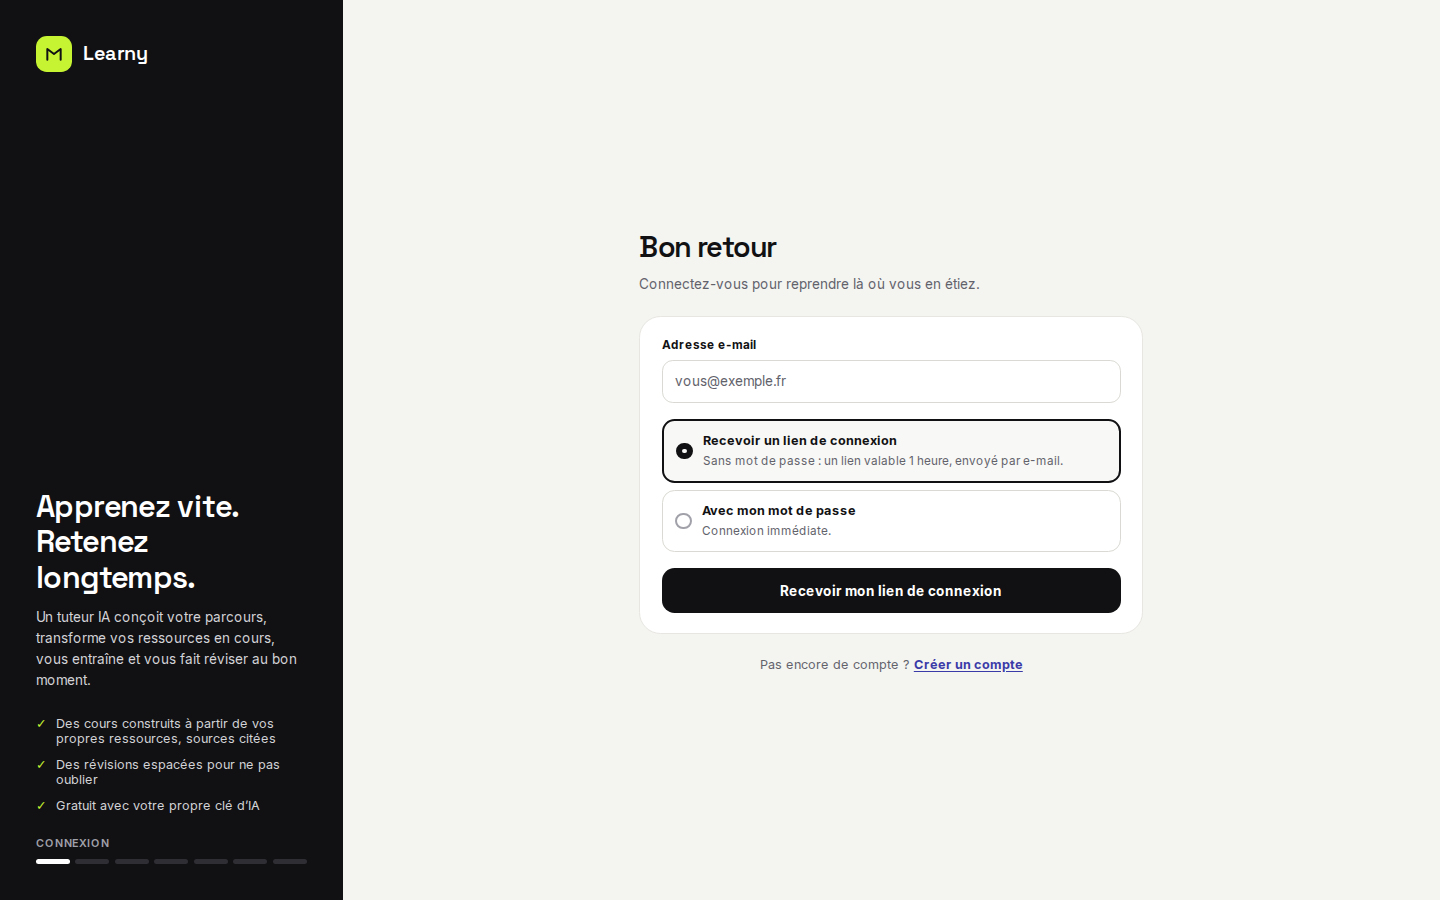 Learny
Apprenez vite.
Retenez
longtemps.
Un tuteur IA conçoit votre parcours,
transforme vos ressources en cours,
vous entraîne et vous fait réviser au bon
moment.
✓ Des cours construits à partir de vos
propres ressources, sources citées
✓ Des révisions espacées pour ne pas
oublier
✓ Gratuit avec votre propre clé d’IA
CONNEXION
Bon retour
Connectez-vous pour reprendre là où vous en étiez.
Adresse e-mail
vous@exemple.fr
Recevoir un lien de connexion
Sans mot de passe : un lien valable 1 heure, envoyé par e-mail.
Avec mon mot de passe
Connexion immédiate.
Recevoir mon lien de connexion
Pas encore de compte ? Créer un compte